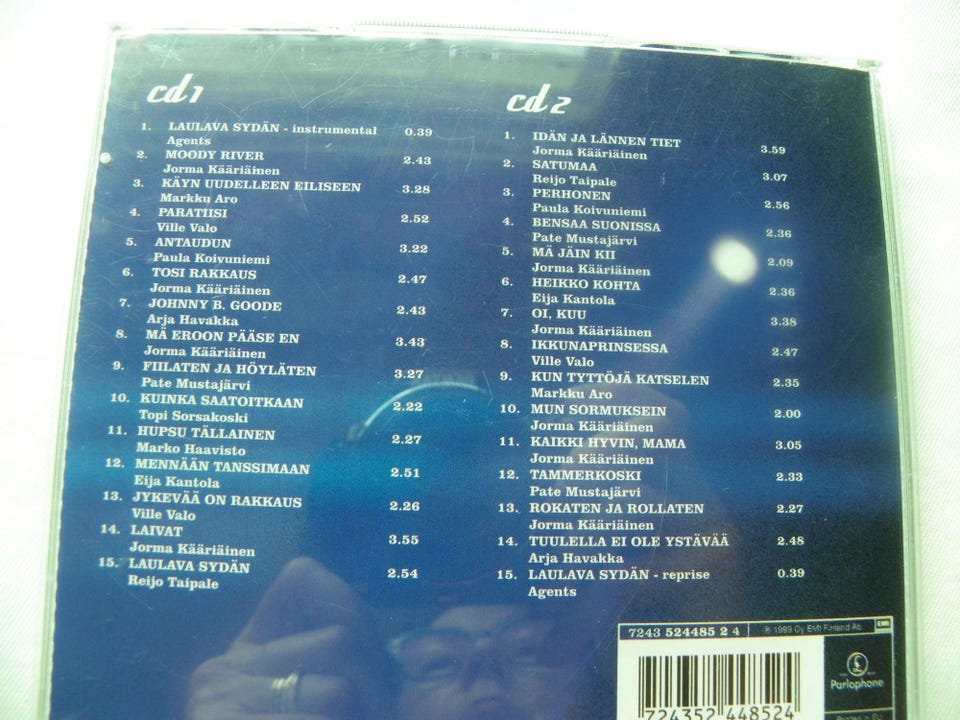 cd1
1. LAULAVA SYDÄN - instrumental 0.39
Agents
2. MOODY RIVER 2.43
Jorma Kääriäinen
3. KÄYN UUDELLEEN EILISEEN 3.28
Markku Aro
4. PARATIISI 2.52
Ville Valo
5. ANTAUDUN 3.22
Paula Koivuniemi
6. TOSI RAKKAUS 2.47
Jorma Kääriäinen
7. JOHNNY B. GOODE 2.43
Arja Havakka
8. MÄ EROON PÄÄSE EN 3.43
Jorma Kääriäinen
9. FIILATEN JA HÖYLÄTEN 3.27
Pate Mustajärvi
10. KUINKA SAATOITKAAN 2.22
Topi Sorsakoski
11. HUPSU TÄLLAINEN 2.27
Marko Haavisto
12. MENNÄÄN TANSSIMAAN 2.51
Eija Kantola
13. JYKEVÄÄ ON RAKKAUS 2.26
Ville Valo
14. LAIVAT 3.55
Jorma Kääriäinen
15. LAULAVA SYDÄN 2.54
Reijo Taipale
cd2
1. IDÄN JA LÄNNEN TIET 3.59
Jorma Kääriäinen
2. SATUMAA 3.07
Reijo Taipale
3. PERHONEN 2.56
Paula Koivuniemi
4. BENSAA SUONISSA 2.36
Pate Mustajärvi
5. MÄ JÄIN KII 2.09
Jorma Kääriäinen
6. HEIKKO KOHTA 2.36
Eija Kantola
7. OI, KUU 3.38
Jorma Kääriäinen
8. IKKUNAPRINSESSA 2.47
Ville Valo
9. KUN TYTTÖJÄ KATSELEN 2.35
Markku Aro
10. MUN SORMUKSEIN 2.00
Jorma Kääriäinen
11. KAIKKI HYVIN, MAMA 3.05
Jorma Kääriäinen
12. TAMMERKOSKI 2.33
Pate Mustajärvi
13. ROKATEN JA ROLLATEN 2.27
Jorma Kääriäinen
14. TUULELLA EI OLE YSTÄVÄÄ 2.48
Arja Havakka
15. LAULAVA SYDÄN - reprise 0.39
Agents
7243 524485 2 4 ℗ 1999 Oy EMI Finland Ab EMI
Parlophone
724352 448524